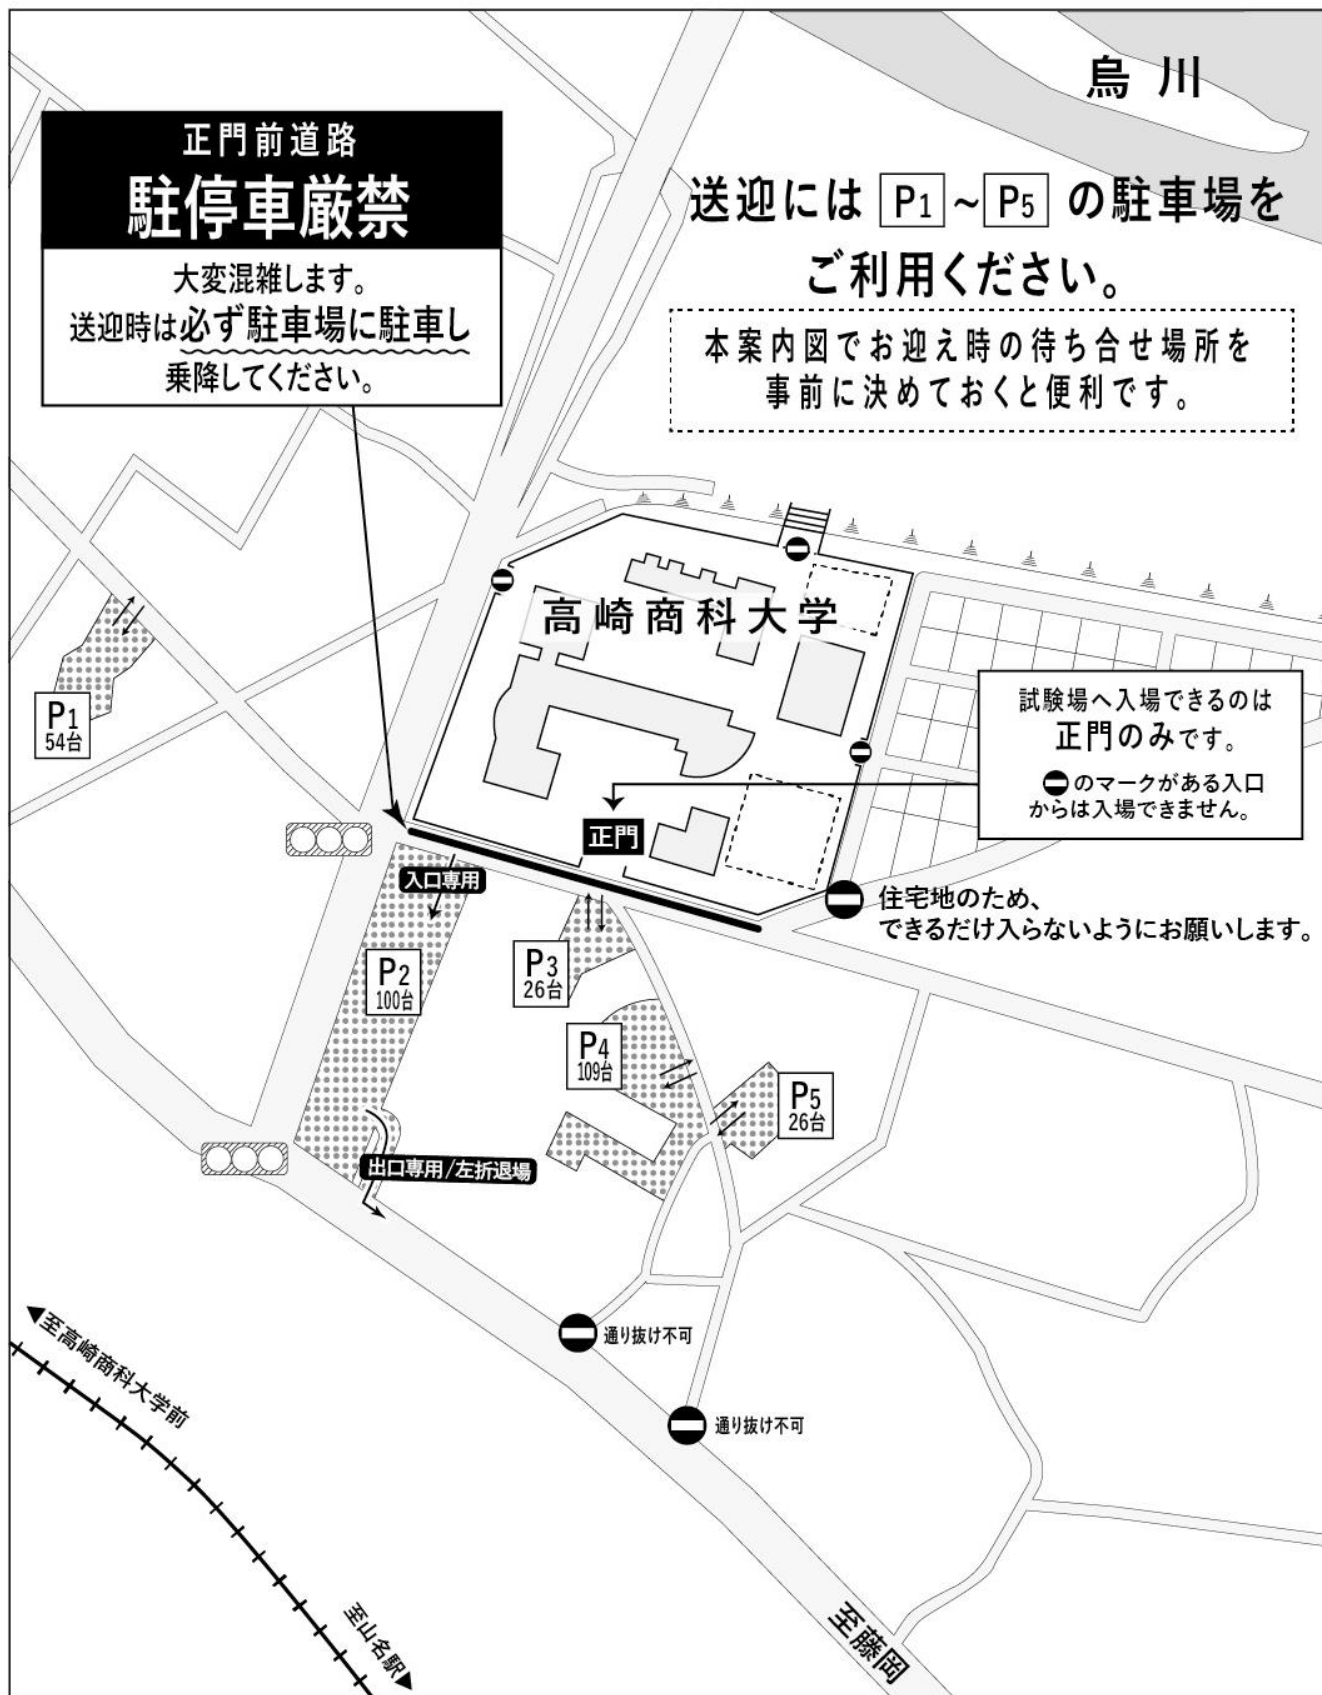 烏川
正門前道路
駐停車厳禁
大変混雑します。
送迎時は必ず駐車場に駐車し
乗降してください。
送迎には P1 ~ P5 の駐車場を
ご利用ください。
本案内図でお迎え時の待ち合せ場所を
事前に決めておくと便利です。
高崎商科大学
P1
54台
試験場へ入場できるのは
正門のみです。
のマークがある入口
からは入場できません。
正門
入口専用
住宅地のため、
できるだけ入らないようにお願いします。
P2
100台
P3
26台
P4
109台
P5
26台
出口専用/左折退場
通り抜け不可
通り抜け不可
至高崎商科大学前
至山名駅
至藤岡